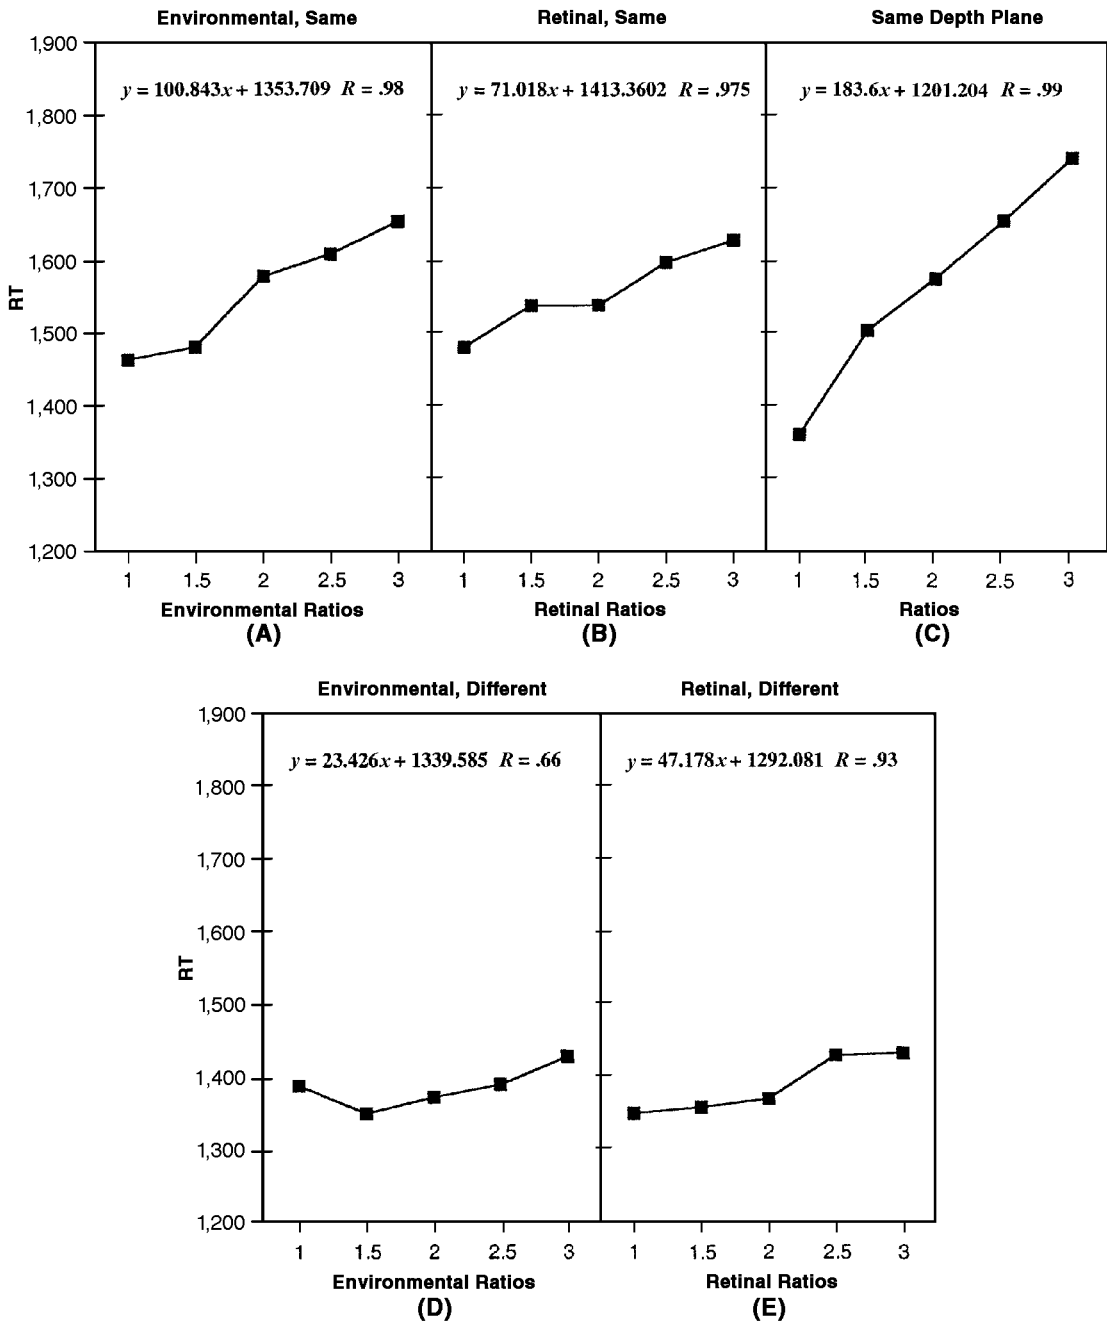 Environmental, Same
Retinal, Same
Same Depth Plane
y = 100.843x + 1353.709 R = .98
y = 71.018x + 1413.3602 R = .975
y = 183.6x + 1201.204 R = .99
1,900
1,800
1,700
1,600
1,500
1,400
1,300
1,200
RT
1 1.5 2 2.5 3
1 1.5 2 2.5 3
1 1.5 2 2.5 3
Environmental Ratios
Retinal Ratios
Ratios
(A)
(B)
(C)
Environmental, Different
Retinal, Different
y = 23.426x + 1339.585 R = .66
y = 47.178x + 1292.081 R = .93
1,900
1,800
1,700
1,600
1,500
1,400
1,300
1,200
RT
1 1.5 2 2.5 3
1 1.5 2 2.5 3
Environmental Ratios
Retinal Ratios
(D)
(E)